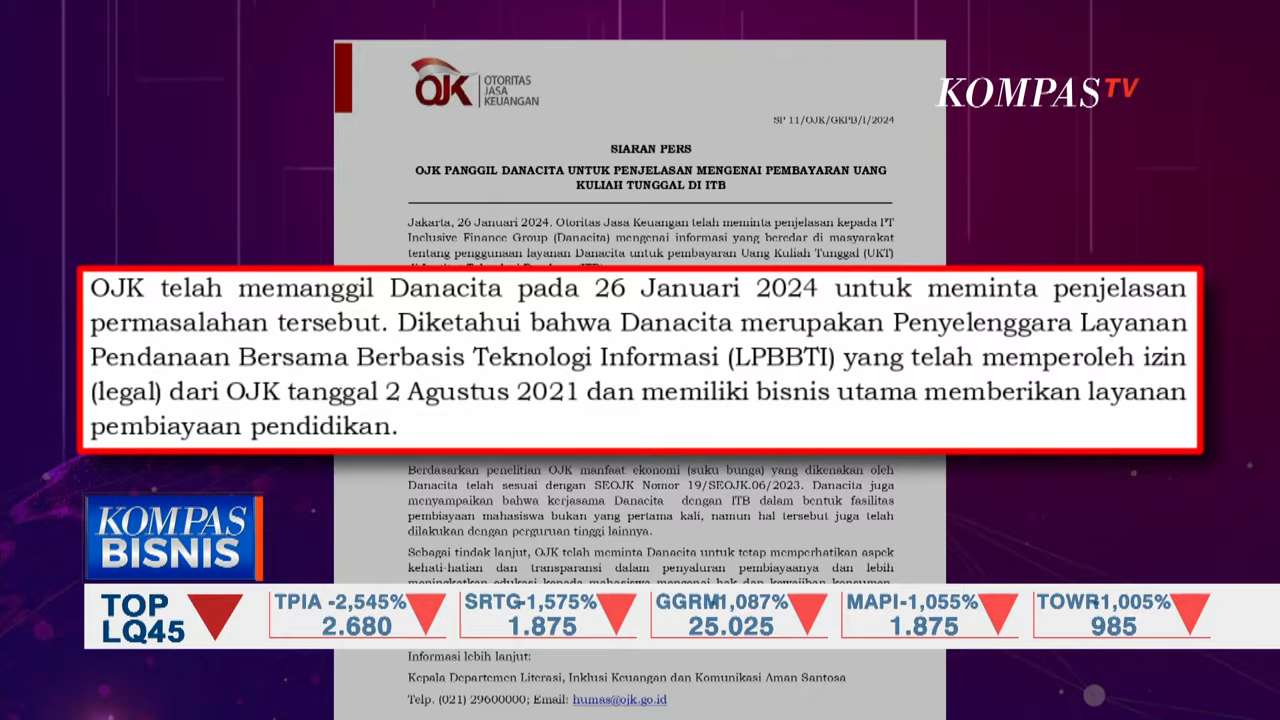 OJK
OTORITAS
JASA
KEUANGAN
KOMPASTV
SP 11/OJK/GKPB/I/2024
SIARAN PERS
OJK PANGGIL DANACITA UNTUK PENJELASAN MENGENAI PEMBAYARAN UANG
KULIAH TUNGGAL DI ITB
Jakarta, 26 Januari 2024. Otoritas Jasa Keuangan telah meminta penjelasan kepada PT
Inclusive Finance Group (Danacita) mengenai informasi yang beredar di masyarakat
tentang penggunaan layanan Danacita untuk pembayaran Uang Kuliah Tunggal (UKT)
OJK telah memanggil Danacita pada 26 Januari 2024 untuk meminta penjelasan
permasalahan tersebut. Diketahui bahwa Danacita merupakan Penyelenggara Layanan
Pendanaan Bersama Berbasis Teknologi Informasi (LPBBTI) yang telah memperoleh izin
(legal) dari OJK tanggal 2 Agustus 2021 dan memiliki bisnis utama memberikan layanan
pembiayaan pendidikan.
Berdasarkan penelitian OJK manfaat ekonomi (suku bunga) yang dikenakan oleh
Danacita telah sesuai dengan SEOJK Nomor 19/SEOJK.06/2023. Danacita juga
menyampaikan bahwa kerjasama Danacita dengan ITB dalam bentuk fasilitas
pembiayaan mahasiswa bukan yang pertama kali, namun hal tersebut juga telah
dilakukan dengan perguruan tinggi lainnya.
Sebagai tindak lanjut, OJK telah meminta Danacita untuk tetap memperhatikan aspek
kehati-hatian dan transparansi dalam penyaluran pembiayaannya dan lebih
meningkatkan edukasi kepada mahasiswa mengenai hak dan kewajiban konsumen,
KOMPAS
BISNIS
TOP
LQ45
TPIA -2,545%
2.680
SRTG-1,575%
1.875
GGRM-1,087%
25.025
MAPI-1,055%
1.875
TOWR-1,005%
985
Informasi lebih lanjut:
Kepala Departemen Literasi, Inklusi Keuangan dan Komunikasi Aman Santosa
Telp. (021) 29600000; Email: humas@ojk.go.id